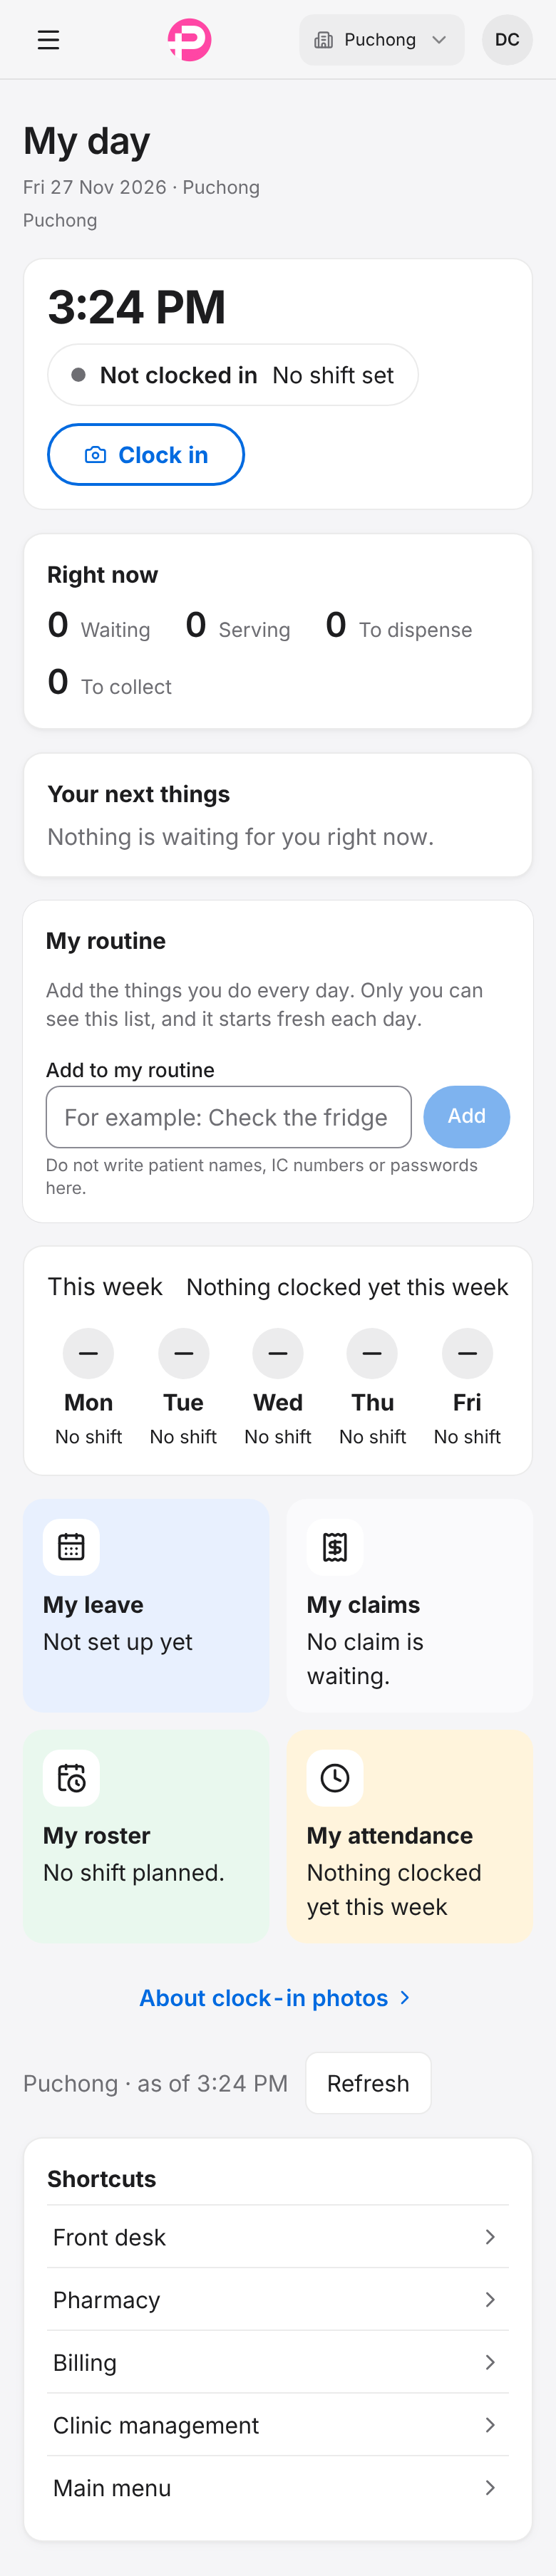 Puchong
DC
My day
Fri 27 Nov 2026 · Puchong
Puchong
3:24 PM
Not clocked in No shift set
Clock in
Right now
0 Waiting 0 Serving 0 To dispense
0 To collect
Your next things
Nothing is waiting for you right now.
My routine
Add the things you do every day. Only you can
see this list, and it starts fresh each day.
Add to my routine
For example: Check the fridge
Add
Do not write patient names, IC numbers or passwords
here.
This week Nothing clocked yet this week
Mon Tue Wed Thu Fri
No shift No shift No shift No shift No shift
My leave
Not set up yet
My claims
No claim is
waiting.
My roster
No shift planned.
My attendance
Nothing clocked
yet this week
About clock-in photos
Puchong · as of 3:24 PM
Refresh
Shortcuts
Front desk
Pharmacy
Billing
Clinic management
Main menu